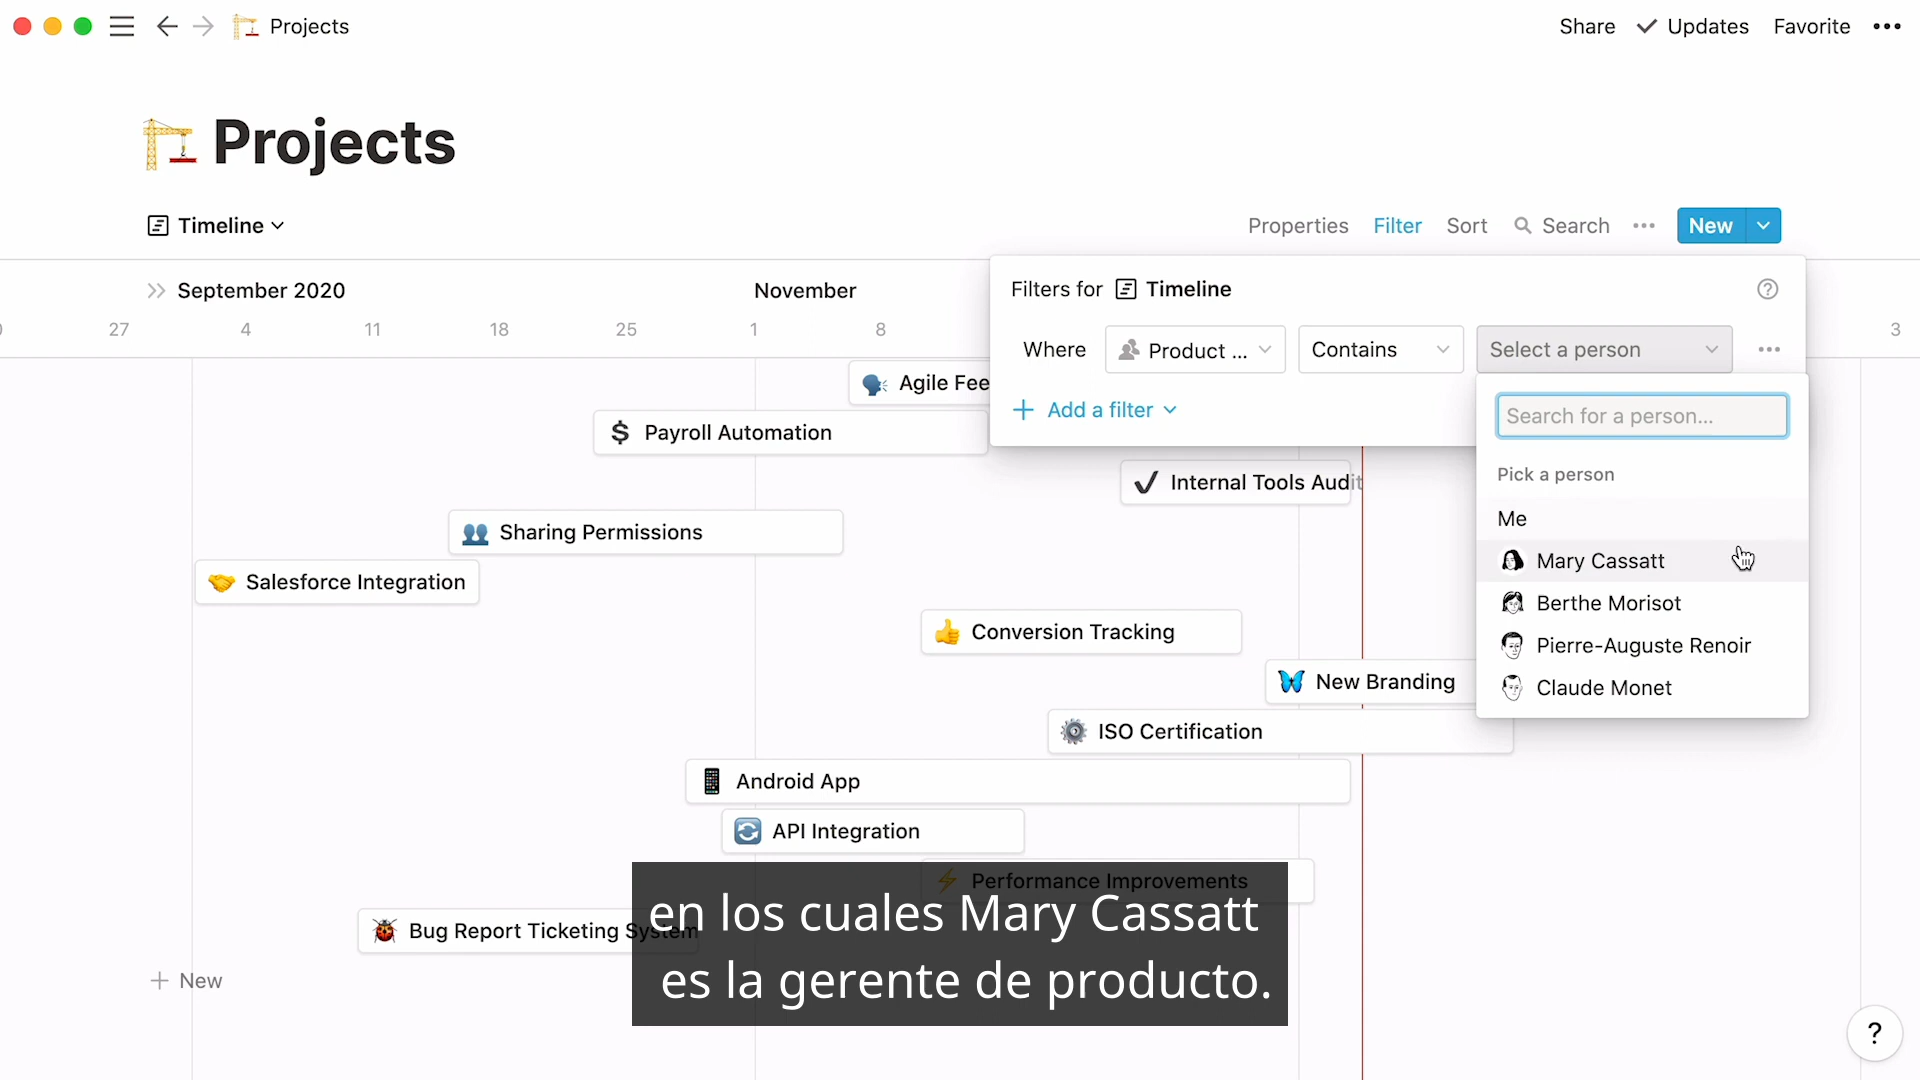 Projects
Share ✓ Updates Favorite •••
Projects
Timeline
Properties Filter Sort Search ••• New
September 2020 November
27 4 11 18 25 1 8 3
Filters for Timeline
Where Product ... Contains Select a person •••
+ Add a filter
Search for a person...
Pick a person
Me
Mary Cassatt
Berthe Morisot
Pierre-Auguste Renoir
Claude Monet
Agile Fee
$ Payroll Automation
Internal Tools Audit
Sharing Permissions
Salesforce Integration
Conversion Tracking
New Branding
ISO Certification
Android App
API Integration
Performance Improvements
Bug Report Ticketing System
+ New
en los cuales Mary Cassatt
es la gerente de producto.
?